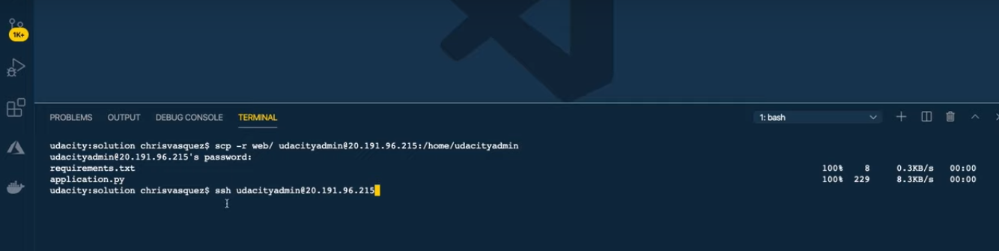 1K+
PROBLEMS OUTPUT DEBUG CONSOLE TERMINAL 1: bash
udacity:solution chrisvasquez$ scp -r web/ udacityadmin@20.191.96.215:/home/udacityadmin
udacityadmin@20.191.96.215's password:
requirements.txt 100% 8 0.3KB/s 00:00
application.py 100% 229 8.3KB/s 00:00
udacity:solution chrisvasquez$ ssh udacityadmin@20.191.96.215